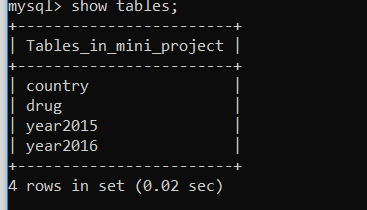 mysql> show tables;
+------------------------+
| Tables_in_mini_project |
+------------------------+
| country                |
| drug                   |
| year2015               |
| year2016               |
+------------------------+
4 rows in set (0.02 sec)